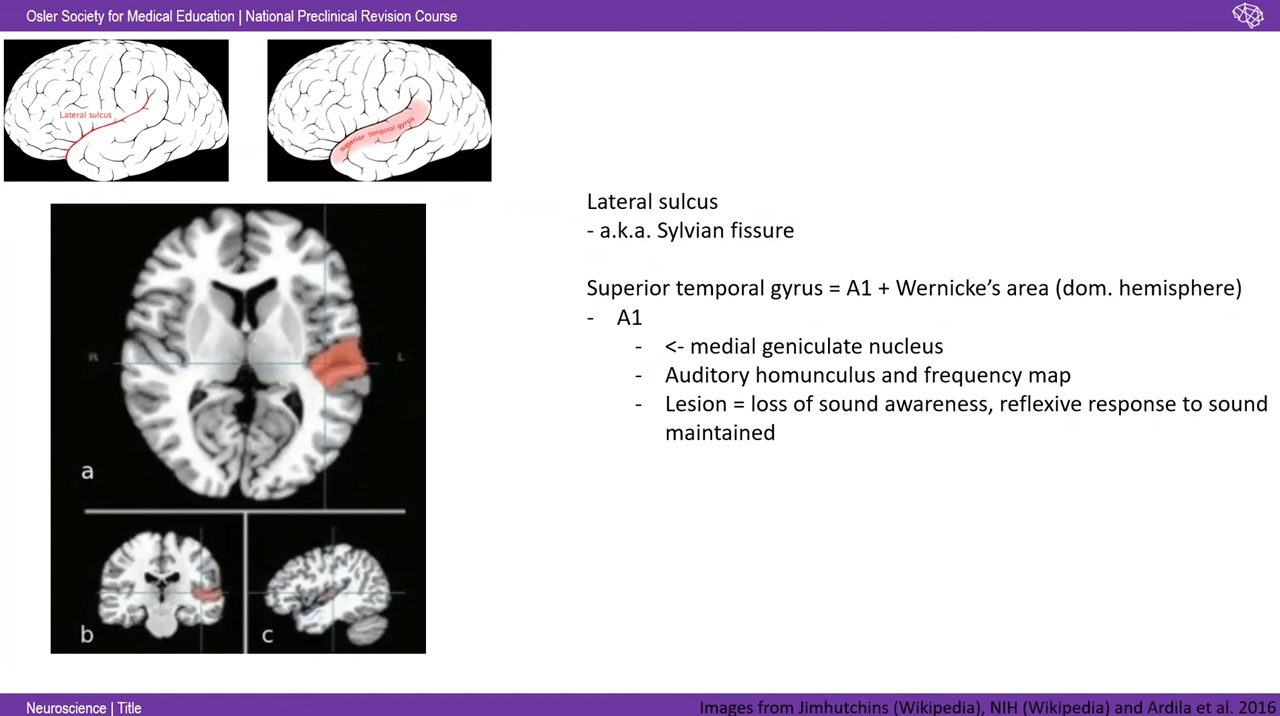 Osler Society for Medical Education | National Preclinical Revision Course
Lateral sulcus
superior temporal gyrus
Lateral sulcus
- a.k.a. Sylvian fissure
Superior temporal gyrus = A1 + Wernicke’s area (dom. hemisphere)
- A1
- <- medial geniculate nucleus
- Auditory homunculus and frequency map
- Lesion = loss of sound awareness, reflexive response to sound
maintained
R
L
a
b
c
Neuroscience | Title
Images from Jimhutchins (Wikipedia), NIH (Wikipedia) and Ardila et al. 2016